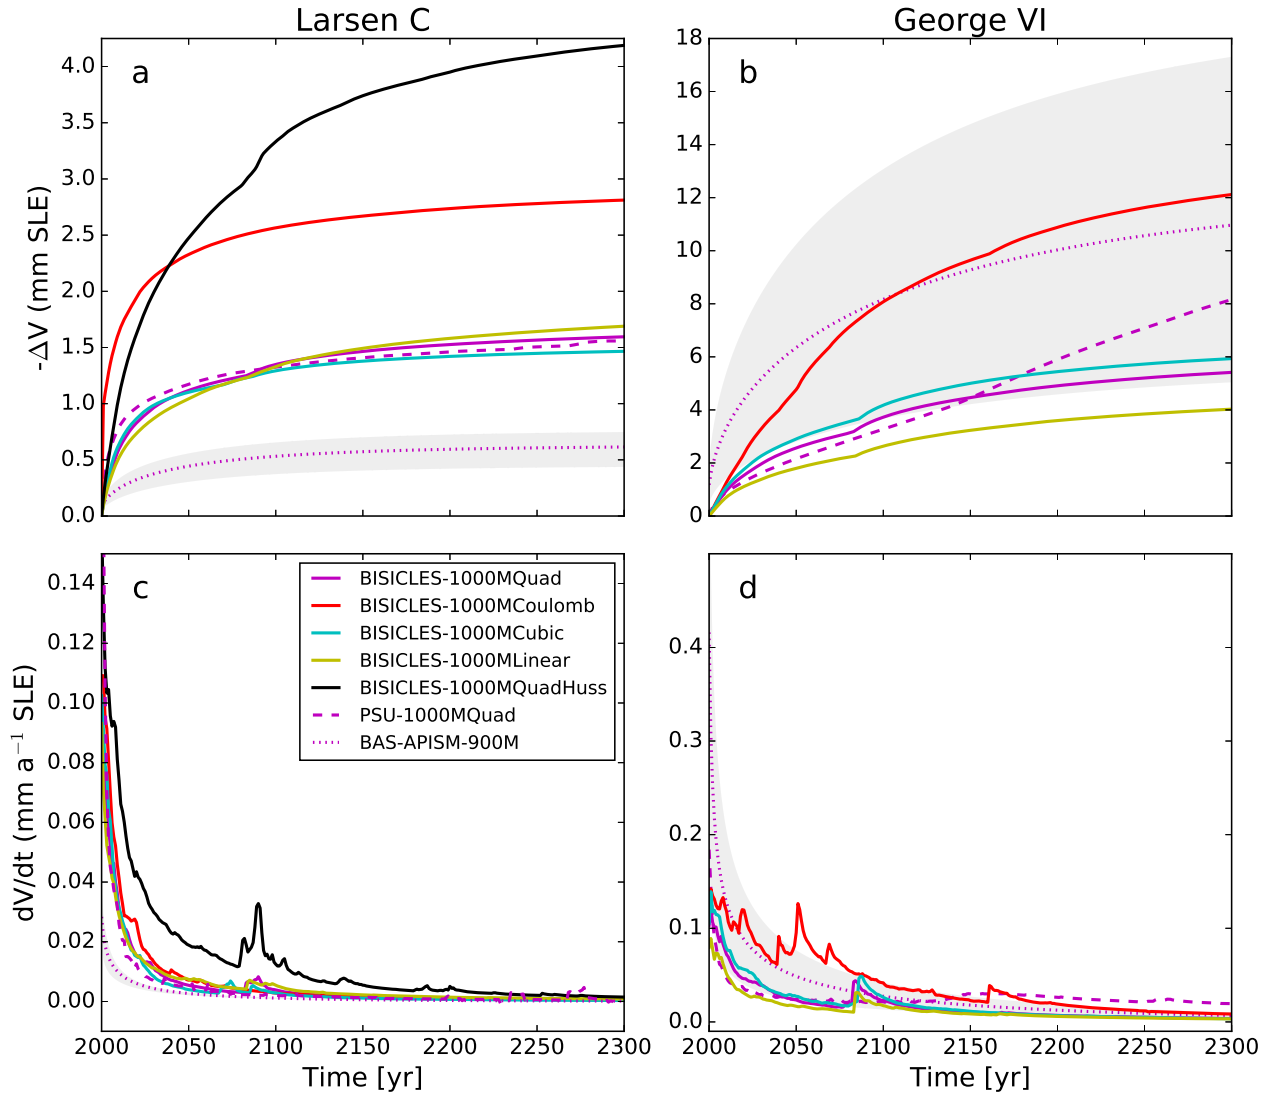 Larsen C
George VI
a
b
-ΔV (mm SLE)
4.0
3.5
3.0
2.5
2.0
1.5
1.0
0.5
0.0
18
16
14
12
10
8
6
4
2
0
c
d
dV/dt (mm a⁻¹ SLE)
0.14
0.12
0.10
0.08
0.06
0.04
0.02
0.00
BISICLES-1000MQuad
BISICLES-1000MCoulomb
BISICLES-1000MCubic
BISICLES-1000MLinear
BISICLES-1000MQuadHuss
PSU-1000MQuad
BAS-APISM-900M
0.4
0.3
0.2
0.1
0.0
2000 2050 2100 2150 2200 2250 2300
2000 2050 2100 2150 2200 2250 2300
Time [yr]
Time [yr]